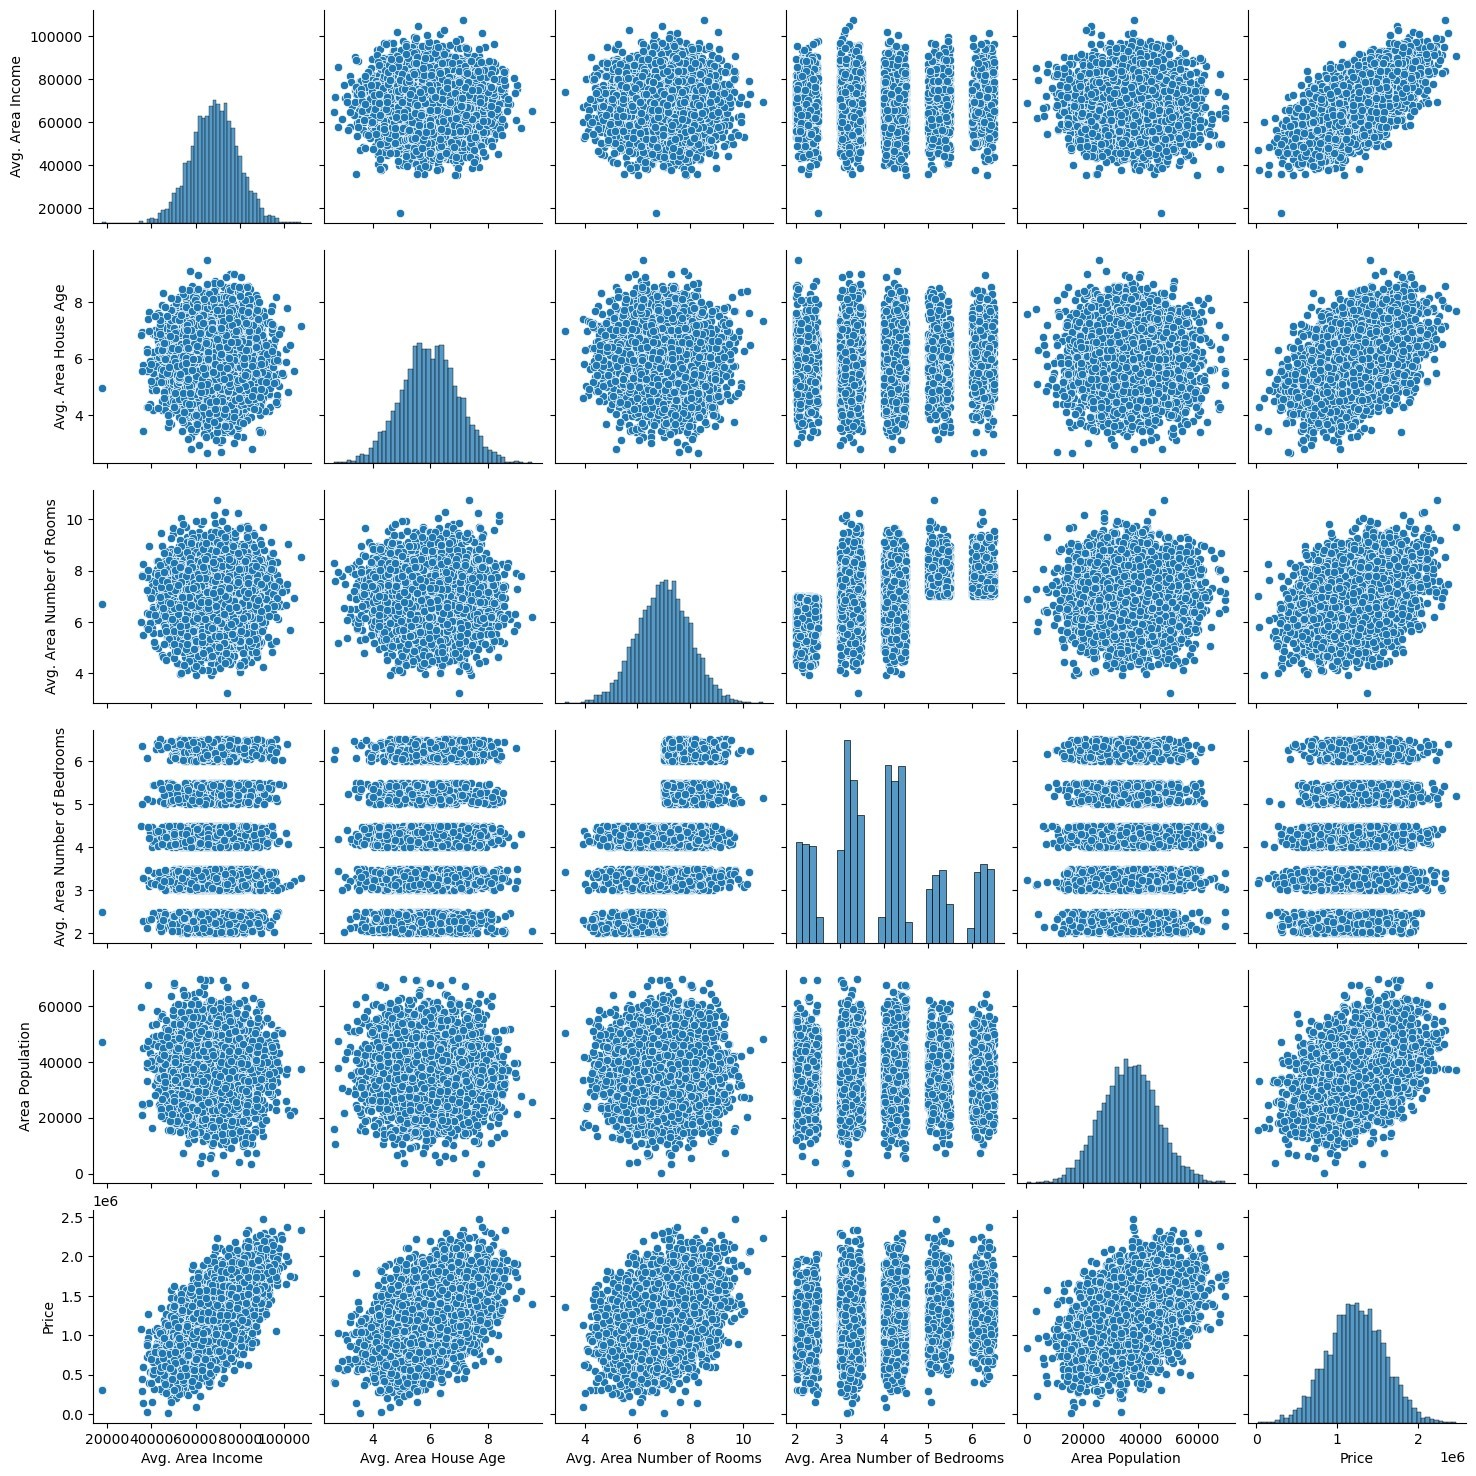 100000
80000
60000
40000
20000
Avg. Area Income
8
6
4
Avg. Area House Age
10
8
6
4
Avg. Area Number of Rooms
6
5
4
3
2
Avg. Area Number of Bedrooms
60000
40000
20000
0
Area Population
1e6
2.5
2.0
1.5
1.0
0.5
0.0
Price
20000 40000 60000 80000 100000
4 6 8
4 6 8 10
2 3 4 5 6
0 20000 40000 60000
0 1 2
1e6
Avg. Area Income
Avg. Area House Age
Avg. Area Number of Rooms
Avg. Area Number of Bedrooms
Area Population
Price